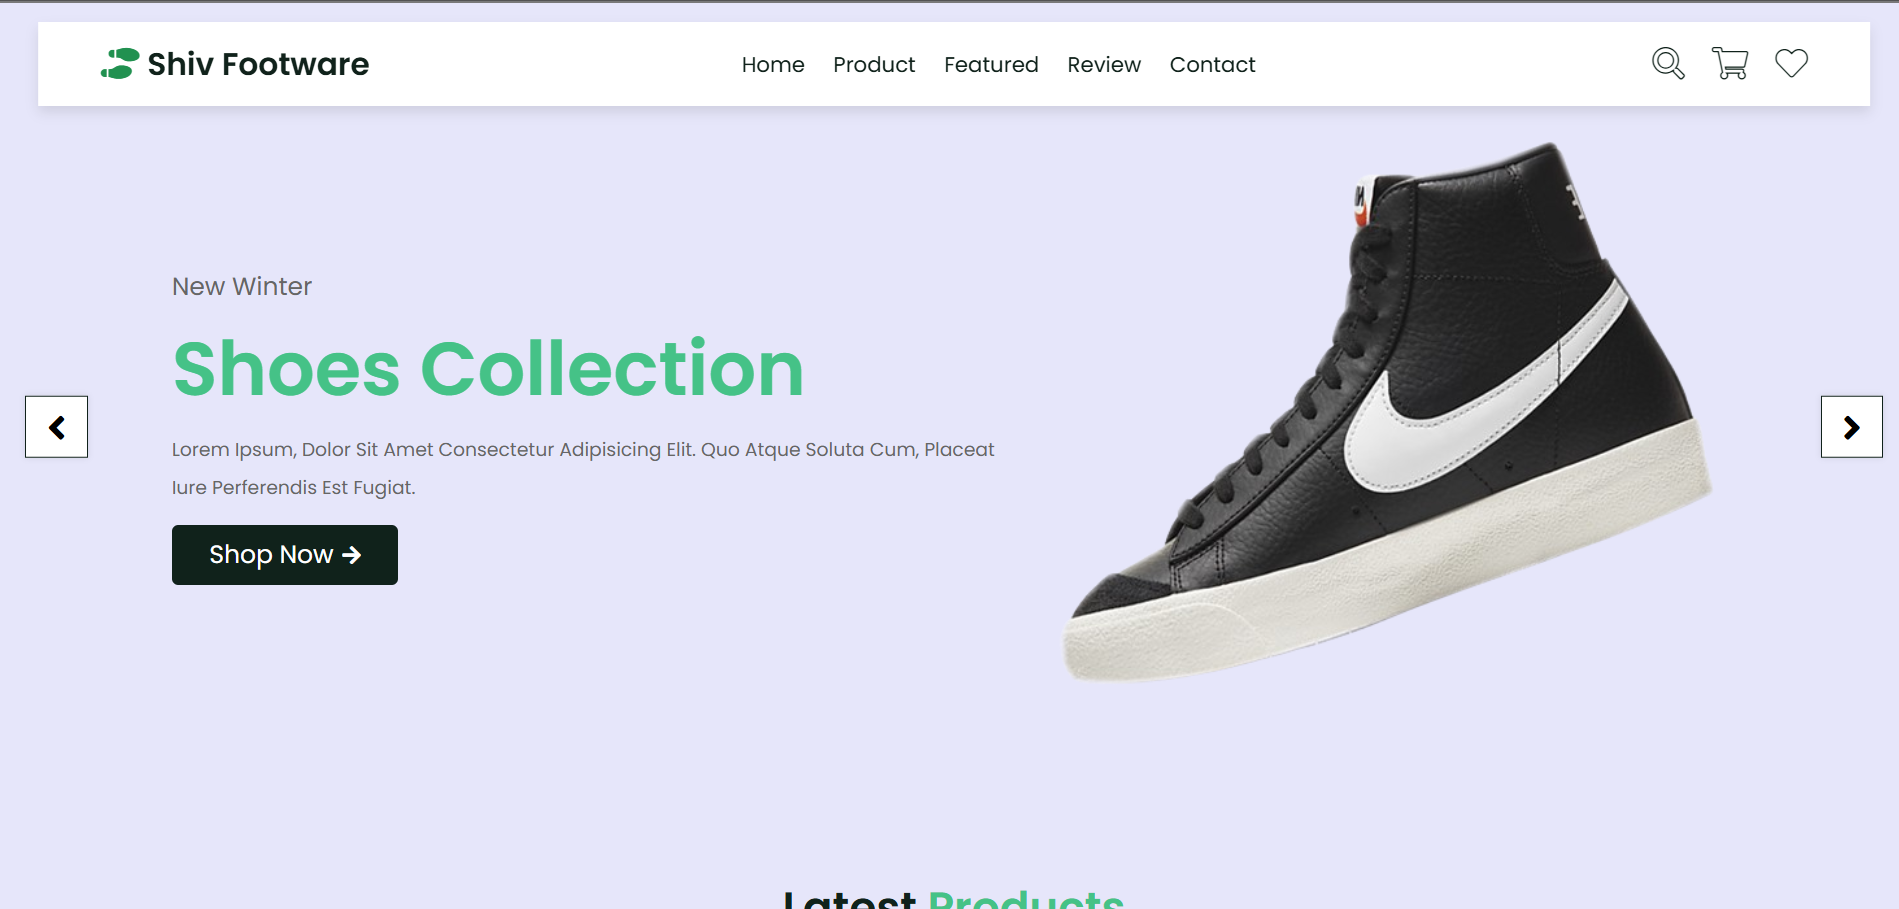 Shiv Footware
Home Product Featured Review Contact
New Winter
Shoes Collection
Lorem Ipsum, Dolor Sit Amet Consectetur Adipisicing Elit. Quo Atque Soluta Cum, Placeat
Iure Perferendis Est Fugiat.
Shop Now
Latest Products